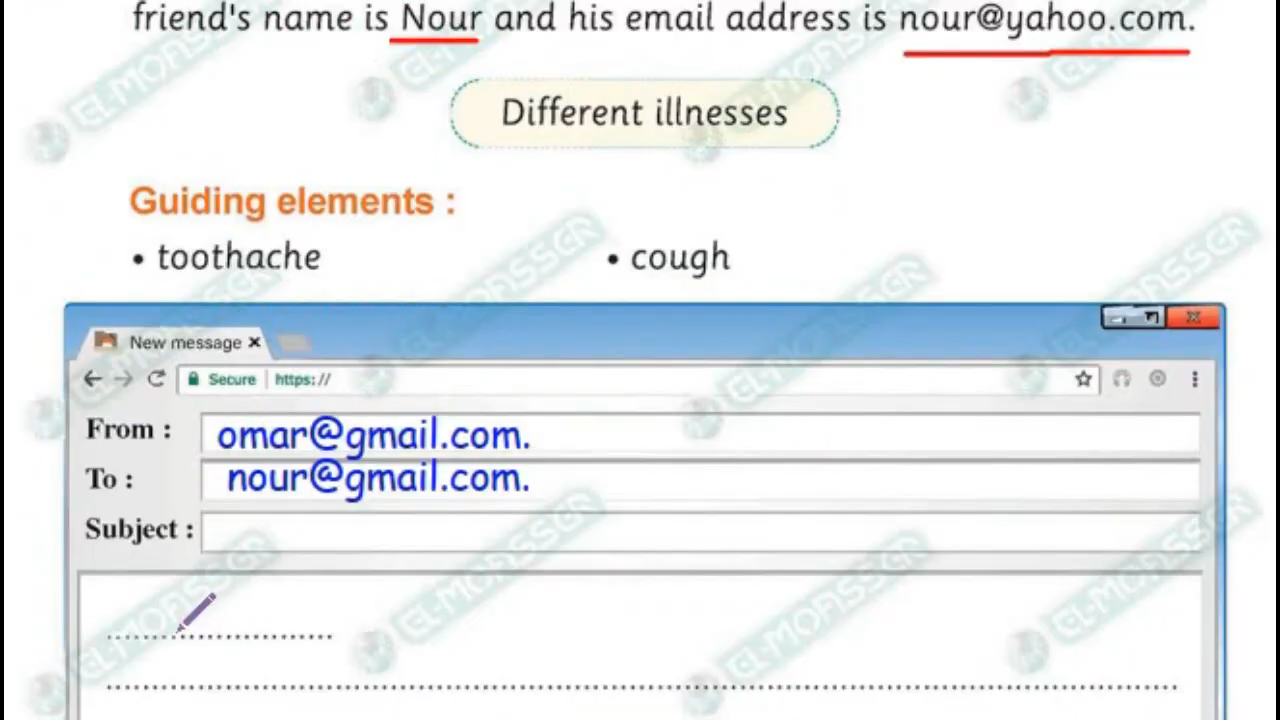 friend's name is Nour and his email address is nour@yahoo.com.
Different illnesses
Guiding elements :
• toothache • cough
New message
Secure https://
From : omar@gmail.com.
To : nour@gmail.com.
Subject :